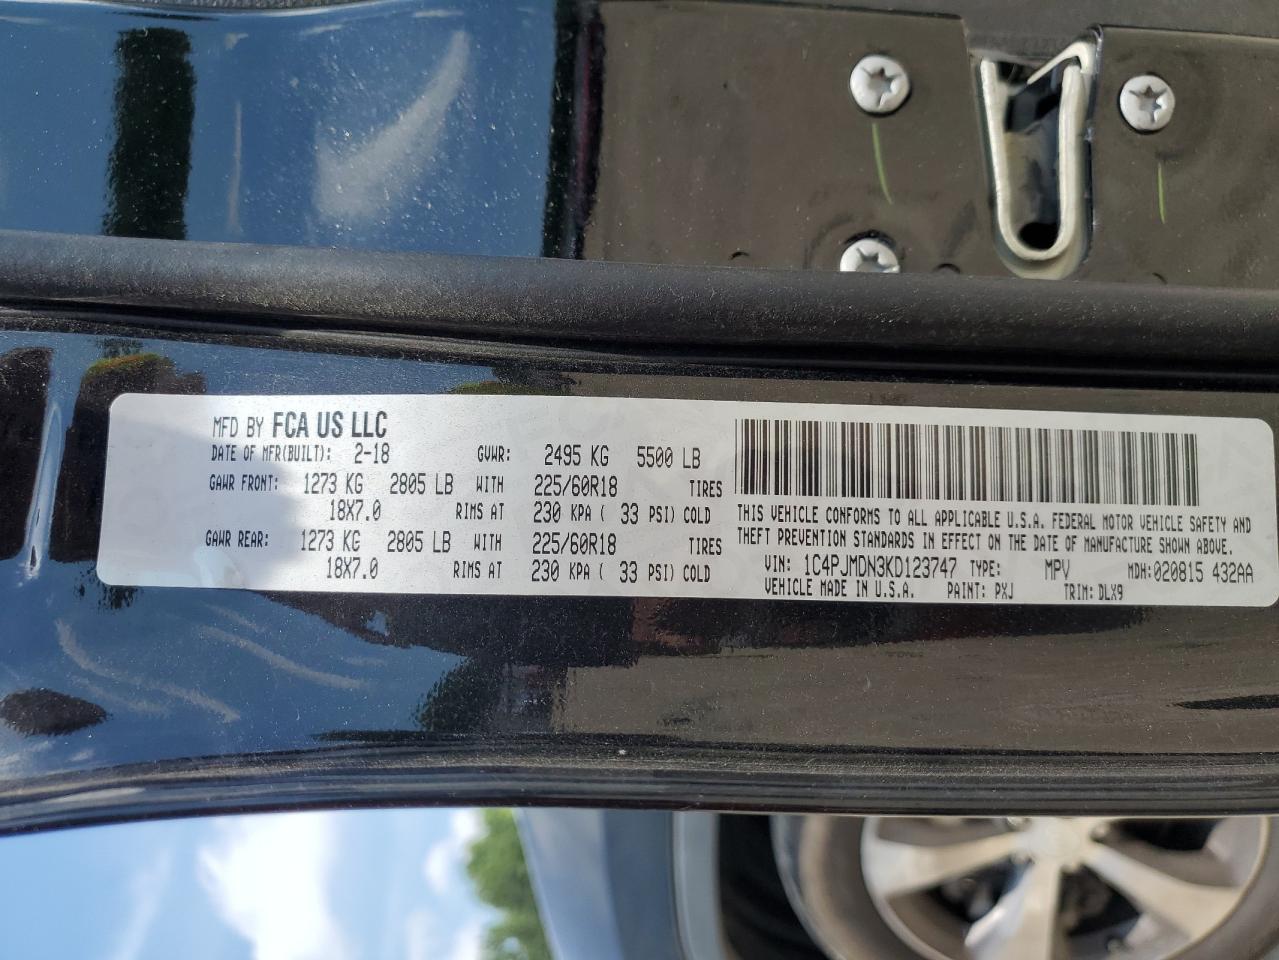 MFD BY FCA US LLC
DATE OF MFR(BUILT): 2-18 GVWR: 2495 KG 5500 LB
GAWR FRONT: 1273 KG 2805 LB WITH 225/60R18 TIRES
18X7.0 RIMS AT 230 KPA ( 33 PSI) COLD
GAWR REAR: 1273 KG 2805 LB WITH 225/60R18 TIRES
18X7.0 RIMS AT 230 KPA ( 33 PSI) COLD
THIS VEHICLE CONFORMS TO ALL APPLICABLE U.S.A. FEDERAL MOTOR VEHICLE SAFETY AND
THEFT PREVENTION STANDARDS IN EFFECT ON THE DATE OF MANUFACTURE SHOWN ABOVE.
VIN: 1C4PJMDN3KD123747 TYPE: MPV MDH:020815 432AA
VEHICLE MADE IN U.S.A. PAINT: PXJ TRIM: DLX9